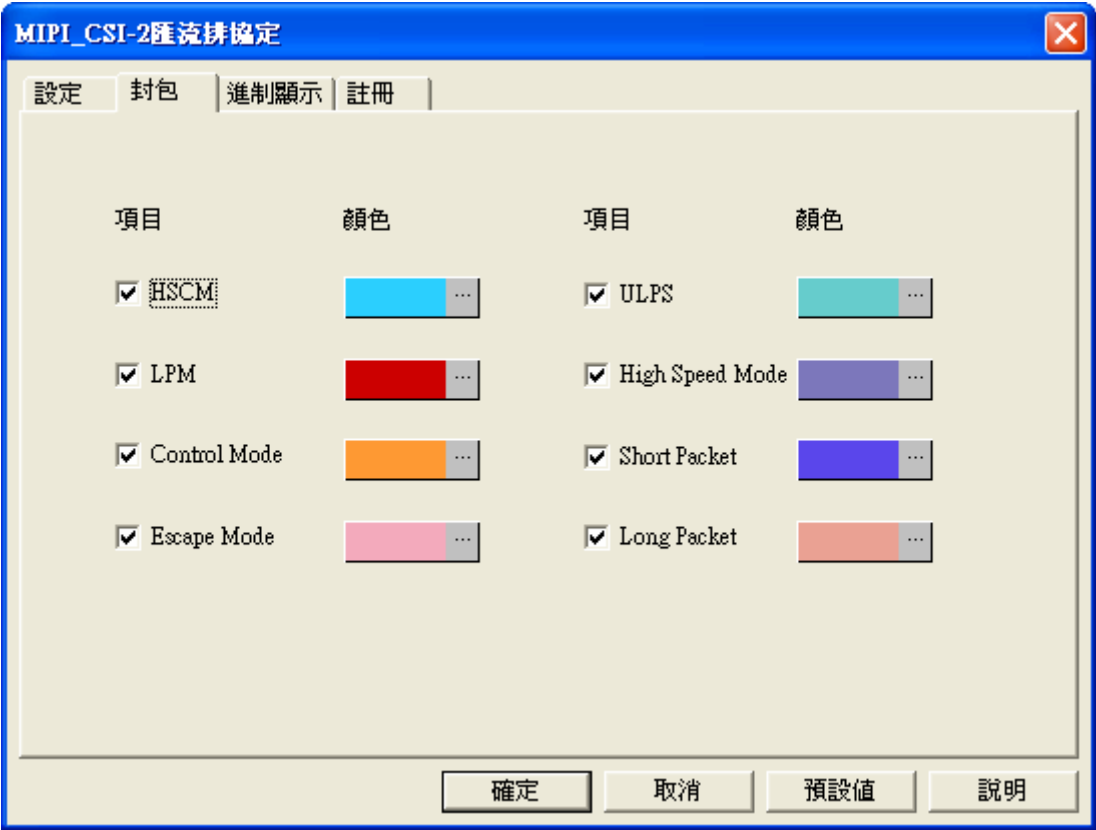 MIPI_CSI-2匯流排協定
設定 封包 進制顯示 註冊
項目 顏色 項目 顏色
HSCM ... ULPS ...
LPM ... High Speed Mode ...
Control Mode ... Short Packet ...
Escape Mode ... Long Packet ...
確定 取消 預設值 說明